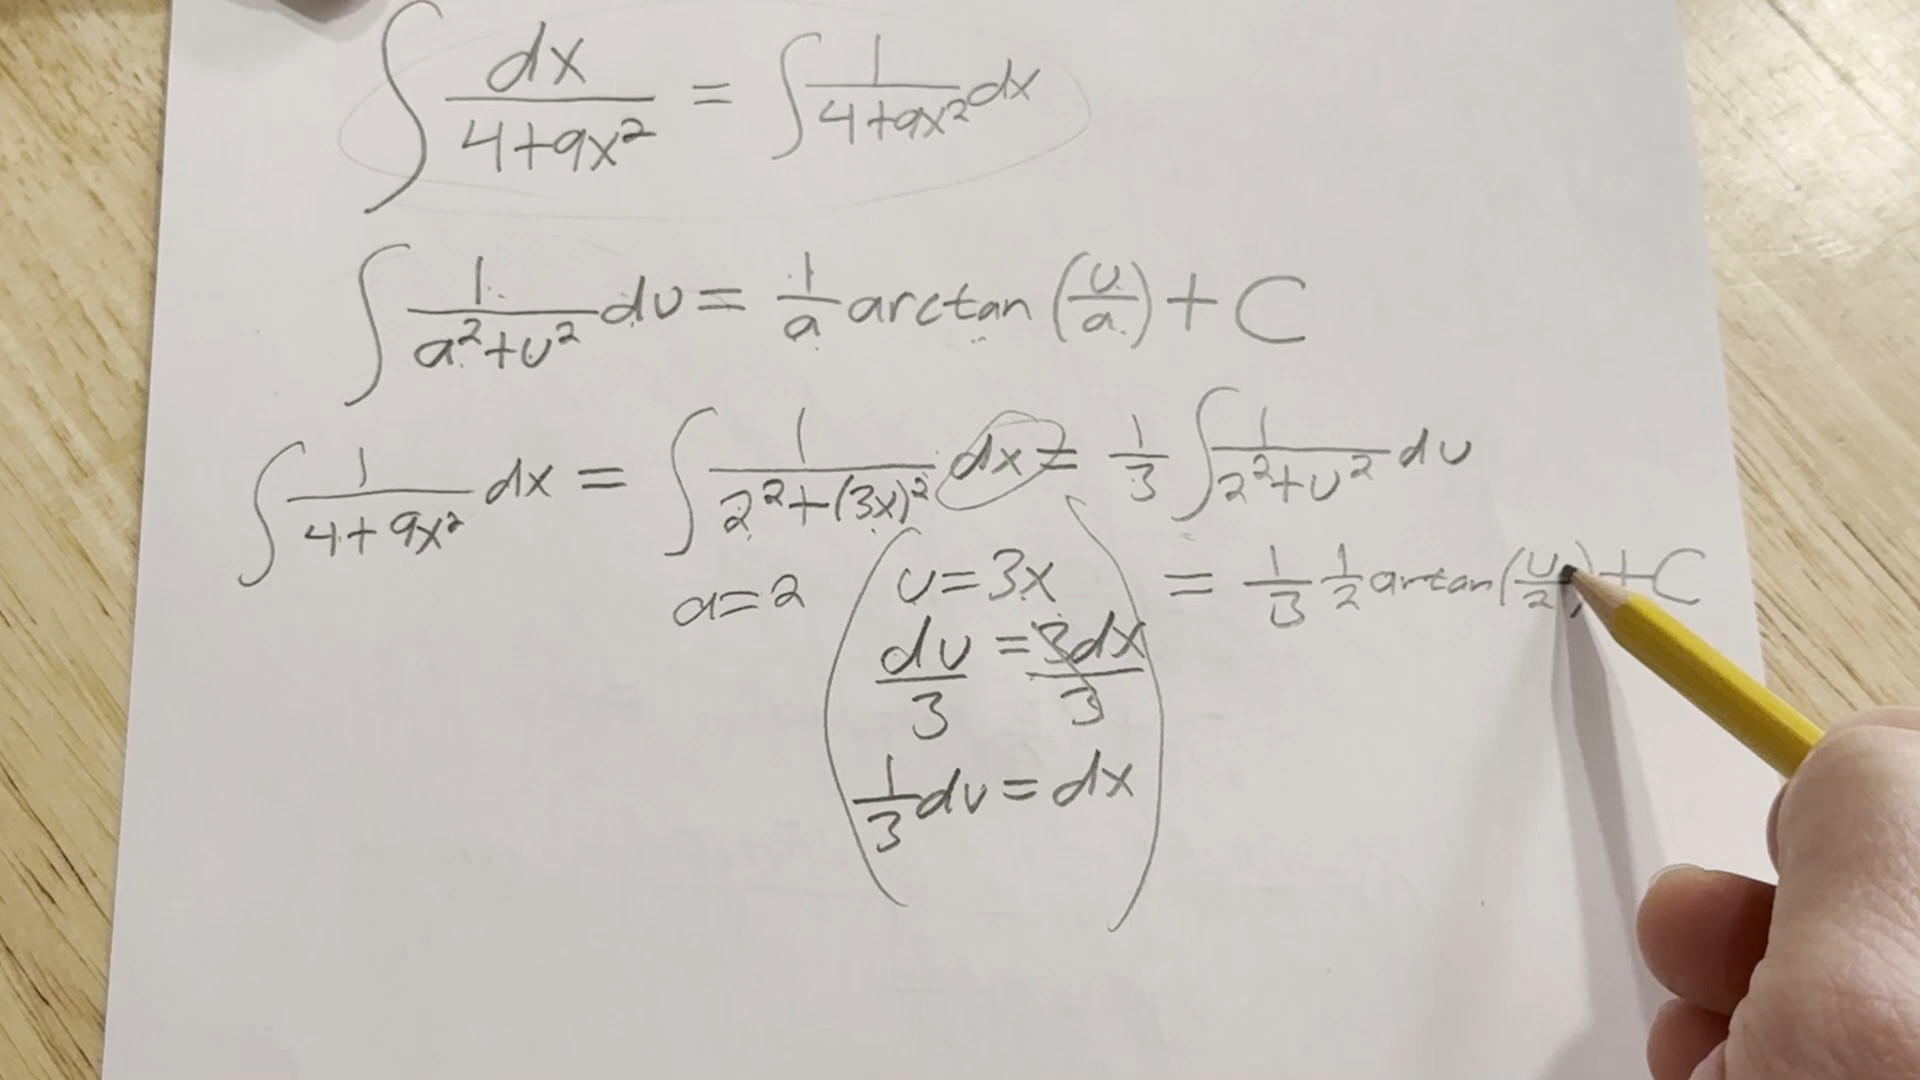 ∫ dx/(4+9x²) = ∫ 1/(4+9x²) dx
∫ 1/(a²+u²) du = 1/a arctan (u/a) + C
∫ 1/(4+9x²) dx = ∫ 1/(2²+(3x)²) dx = 1/3 ∫ 1/(2²+u²) du
a=2
u=3x
du/3 = 3dx/3
1/3 du = dx
= 1/3 1/2 arctan(u/2) + C